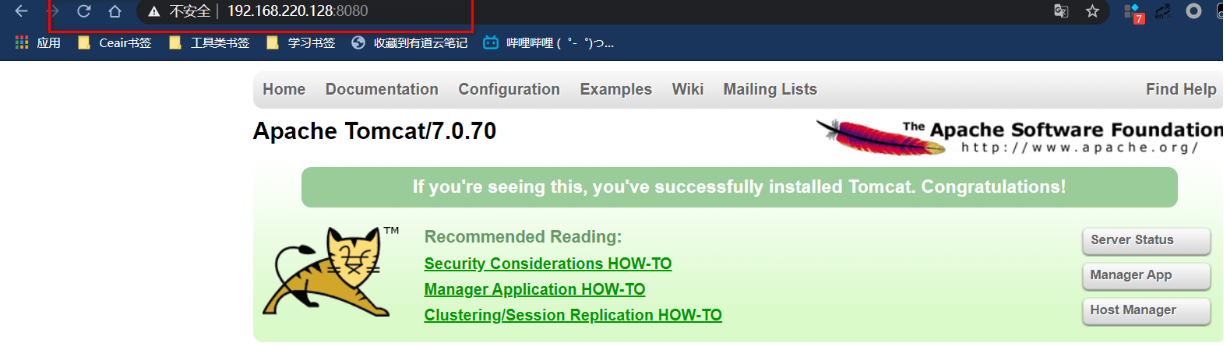 不安全 | 192.168.220.128:8080
7
应用 Ceair书签 工具类书签 学习书签 收藏到有道云笔记 哔哩哔哩 ( ゜- ゜)つ...
Home Documentation Configuration Examples Wiki Mailing Lists Find Help
Apache Tomcat/7.0.70
The Apache Software Foundation
http://www.apache.org/
If you're seeing this, you've successfully installed Tomcat. Congratulations!
TM
Recommended Reading:
Security Considerations HOW-TO
Manager Application HOW-TO
Clustering/Session Replication HOW-TO
Server Status
Manager App
Host Manager